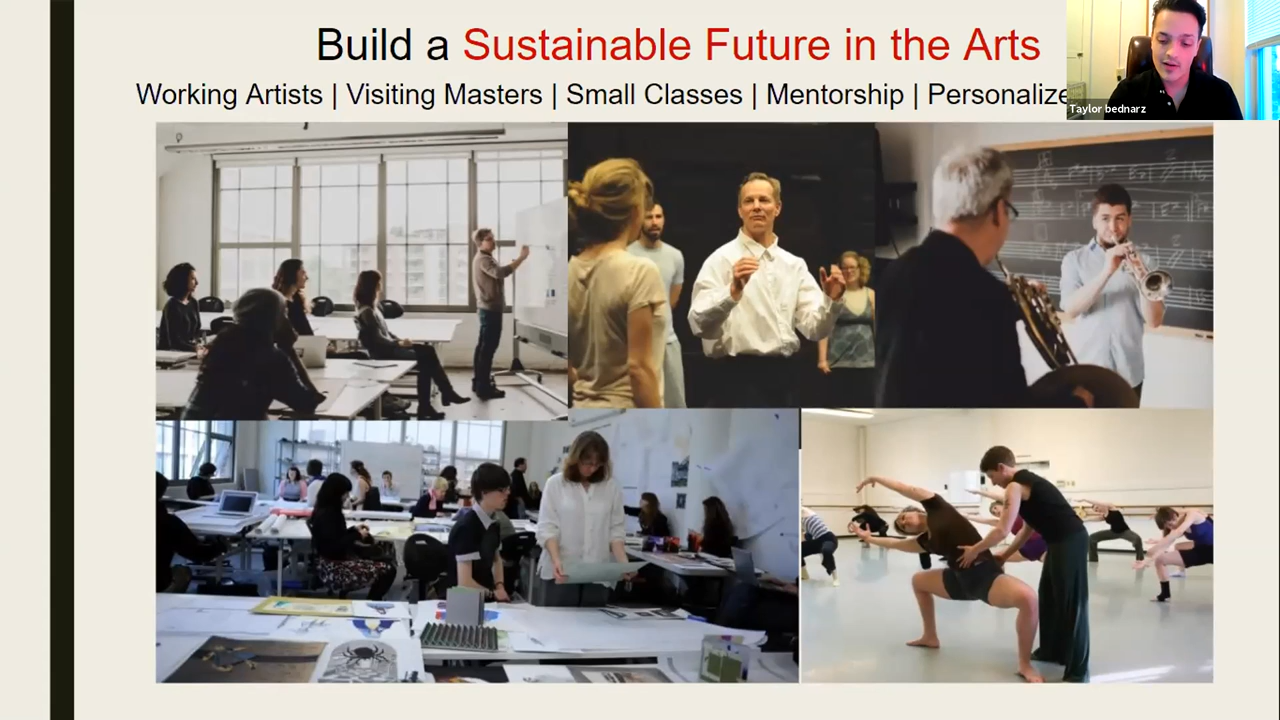 Build a Sustainable Future in the Arts
Working Artists | Visiting Masters | Small Classes | Mentorship | Personalize
Taylor bednarz